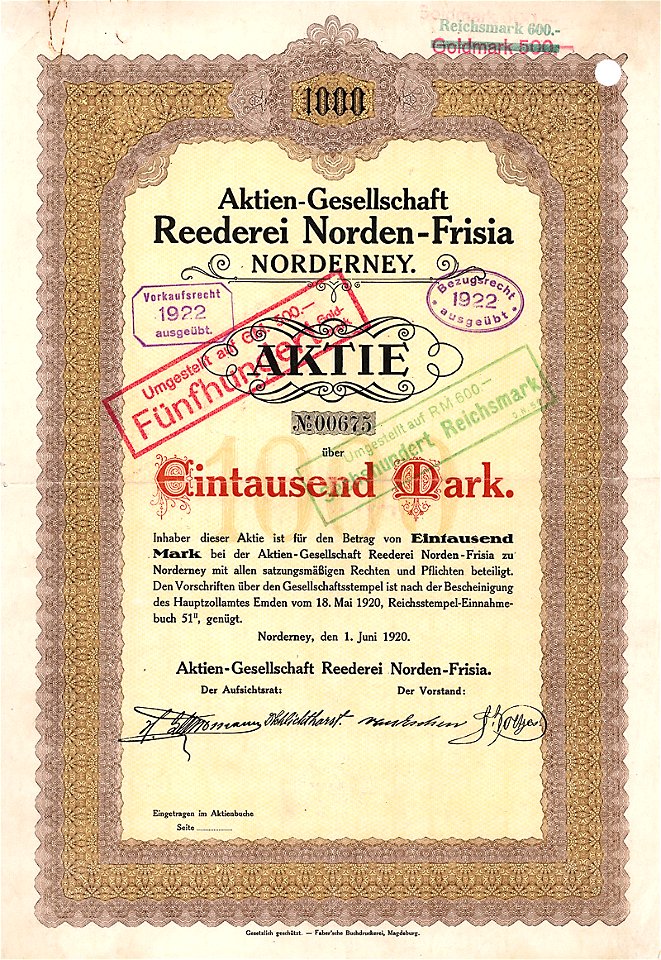 Reichsmark 600.-
Goldmark 500.-
1000
Aktien-Gesellschaft
Reederei Norden-Frisia
NORDERNEY.
Vorkaufsrecht
1922
ausgeübt.
Bezugsrecht
1922
ausgeübt
Umgestellt auf GM. 500.—
Fünfhundert Goldmark
AKTIE
№ 00675
Umgestellt auf R.M 600.—
Sechshundert Reichsmark
über
1000
Eintausend Mark.
Inhaber dieser Aktie ist für den Betrag von Eintausend
Mark bei der Aktien-Gesellschaft Reederei Norden-Frisia zu
Norderney mit allen satzungsmäßigen Rechten und Pflichten beteiligt.
Den Vorschriften über den Gesellschaftsstempel ist nach der Bescheinigung
des Hauptzollamtes Emden vom 18. Mai 1920, Reichsstempel-Einnahme-
buch 51II, genügt.
Norderney, den 1. Juni 1920.
Aktien-Gesellschaft Reederei Norden-Frisia.
Der Aufsichtsrat: Der Vorstand:
Eingetragen im Aktienbuche
Seite
Gesetzlich geschützt. — Faber'sche Buchdruckerei, Magdeburg.